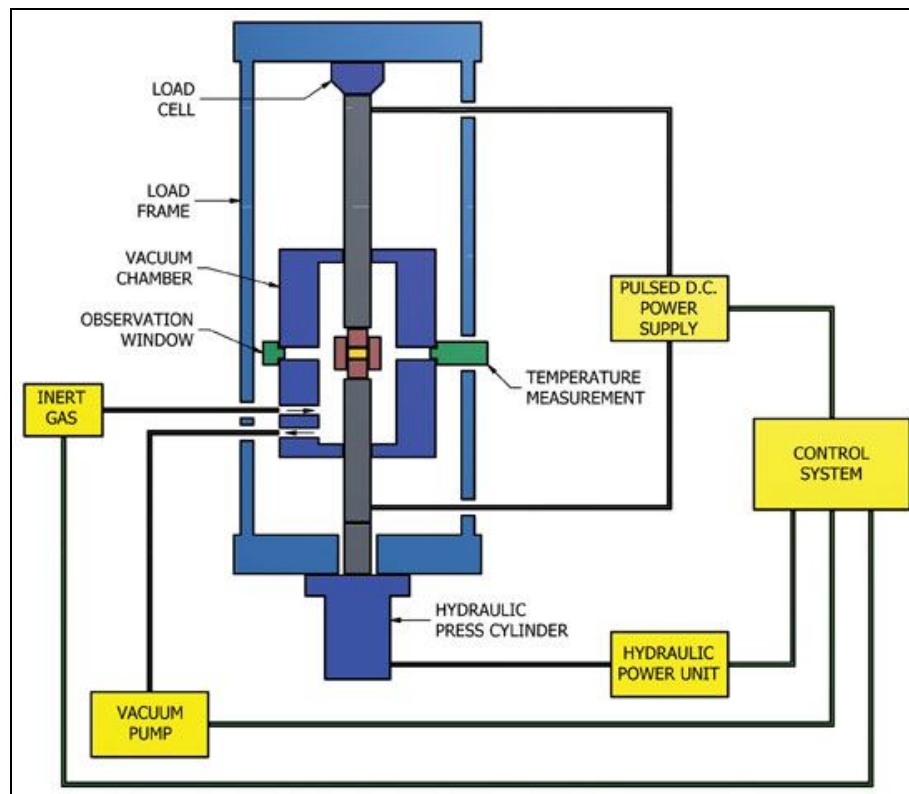 LOAD
CELL
LOAD
FRAME
VACUUM
CHAMBER
OBSERVATION
WINDOW
INERT
GAS
PULSED D.C.
POWER
SUPPLY
TEMPERATURE
MEASUREMENT
CONTROL
SYSTEM
HYDRAULIC
PRESS CYLINDER
HYDRAULIC
POWER UNIT
VACUUM
PUMP